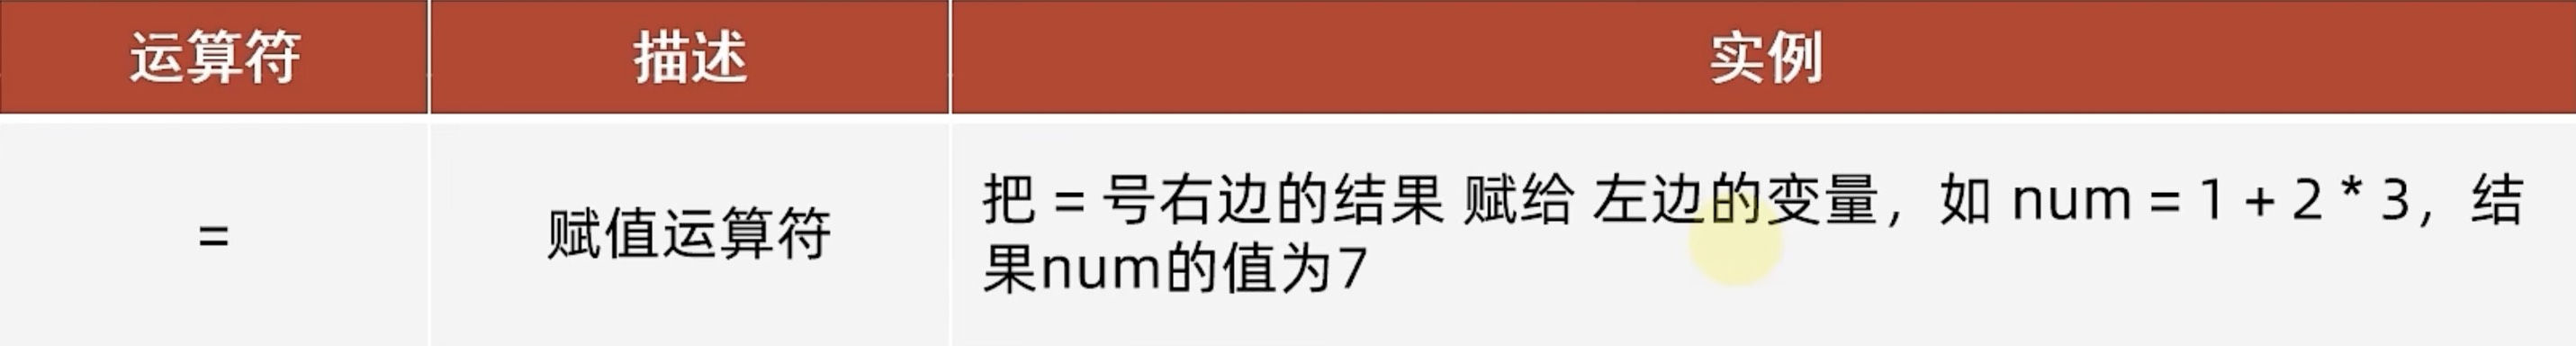 运算符 描述 实例
= 赋值运算符 把 = 号右边的结果 赋给 左边的变量，如 num = 1 + 2 * 3，结
果num的值为7